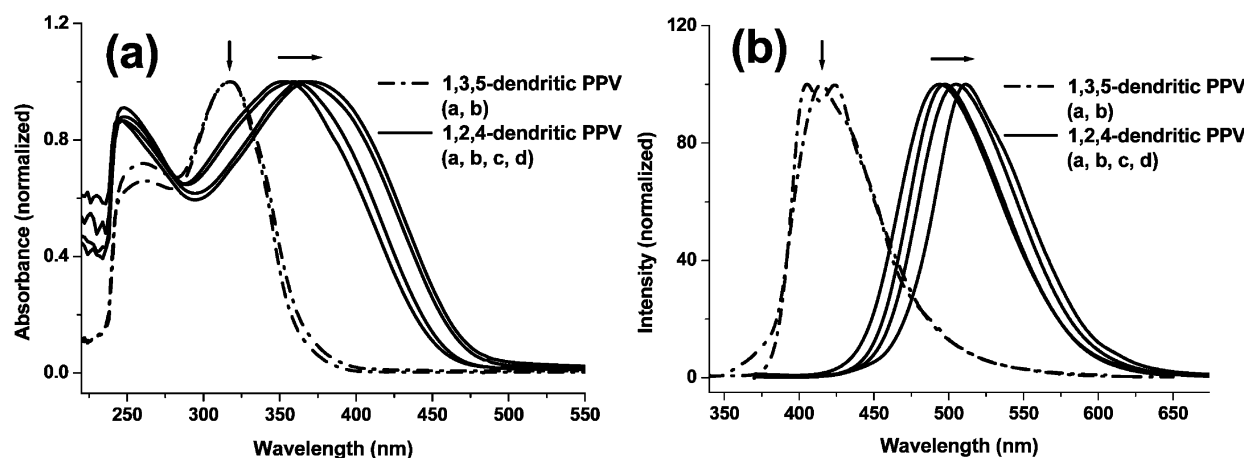 (a)
1.2
0.8
0.4
0.0
Absorbance (normalized)
1,3,5-dendritic PPV
(a, b)
1,2,4-dendritic PPV
(a, b, c, d)
250 300 350 400 450 500 550
Wavelength (nm)
(b)
120
80
40
0
Intensity (normalized)
1,3,5-dendritic PPV
(a, b)
1,2,4-dendritic PPV
(a, b, c, d)
350 400 450 500 550 600 650
Wavelength (nm)